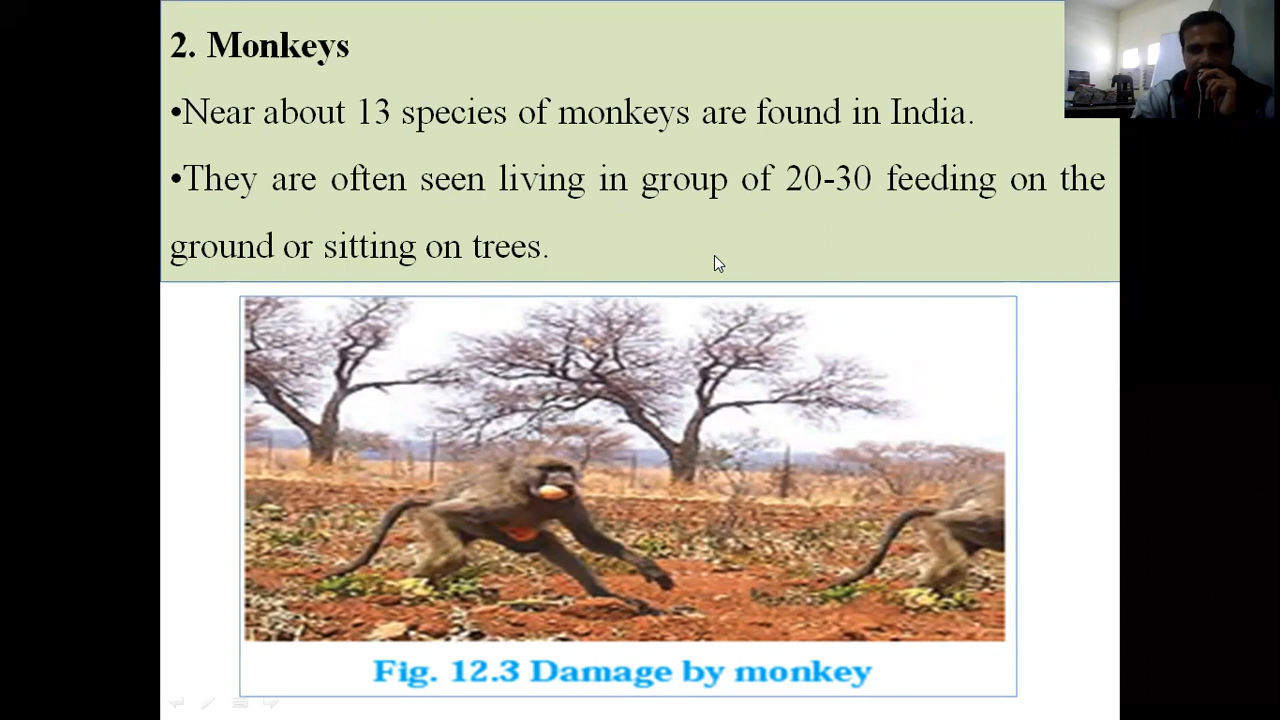 2. Monkeys
•Near about 13 species of monkeys are found in India.
•They are often seen living in group of 20-30 feeding on the
ground or sitting on trees.
Fig. 12.3 Damage by monkey